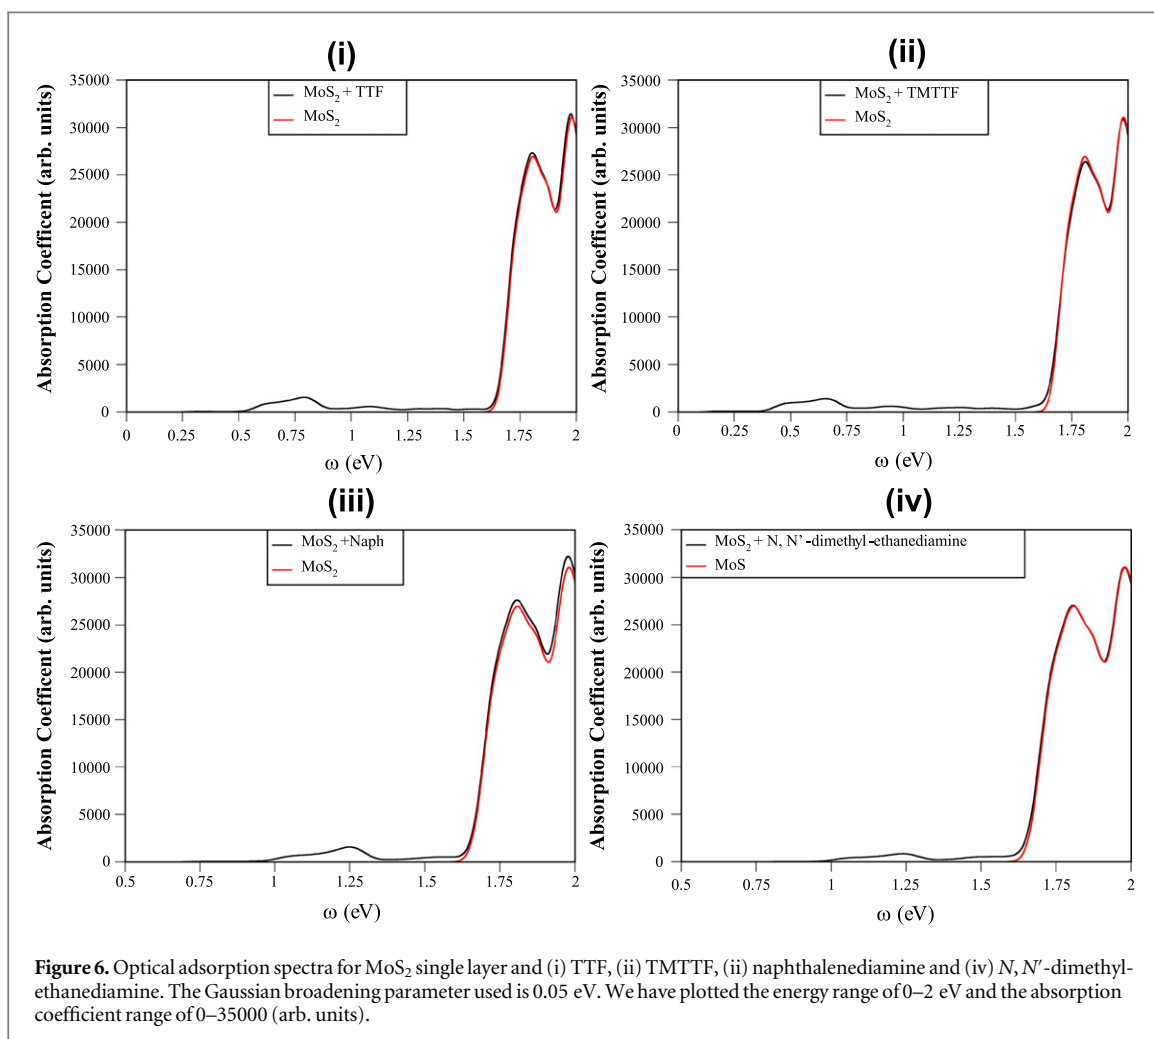 (i)
Absorption Coefficent (arb. units)
35000
30000
25000
20000
15000
10000
5000
0
MoS2 + TTF
MoS2
0 0.25 0.5 0.75 1 1.25 1.5 1.75 2
ω (eV)
(ii)
Absorption Coefficient (arb. units)
35000
30000
25000
20000
15000
10000
5000
0
MoS2 + TMTTF
MoS2
0 0.25 0.5 0.75 1 1.25 1.5 1.75 2
ω (eV)
(iii)
Absorption Coefficent (arb. units)
35000
30000
25000
20000
15000
10000
5000
0
MoS2 +Naph
MoS2
0.5 0.75 1 1.25 1.5 1.75 2
ω (eV)
(iv)
Absorption Coefficient (arb. units)
35000
30000
25000
20000
15000
10000
5000
0
MoS2 + N, N’ -dimethyl -ethanediamine
MoS
0.5 0.75 1 1.25 1.5 1.75 2
ω (eV)
Figure 6. Optical adsorption spectra for MoS2 single layer and (i) TTF, (ii) TMTTF, (ii) naphthalenediamine and (iv) N, N′-dimethyl-
ethanediamine. The Gaussian broadening parameter used is 0.05 eV. We have plotted the energy range of 0–2 eV and the absorption
coefficient range of 0–35000 (arb. units).